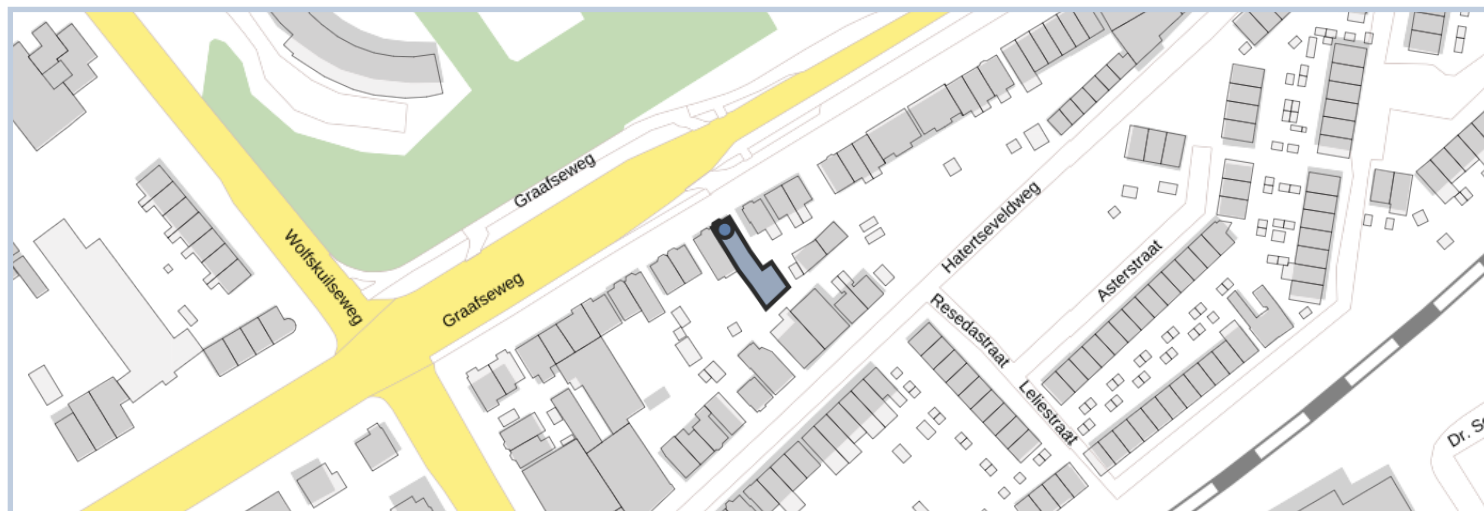 Graafseweg
Wolfskuilseweg
Graafseweg
Hatertseveldweg
Asterstraat
Resedastraat
Leliestraat
Dr.